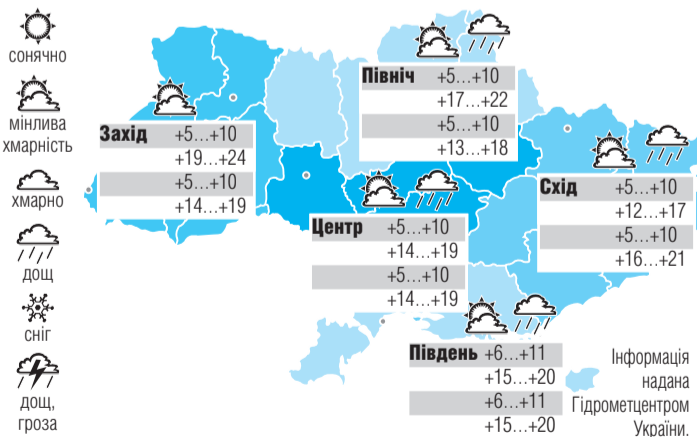 сонячно
мінлива
хмарність
хмарно
дощ
сніг
дощ,
гроза
Північ +5...+10
+17...+22
+5...+10
+13...+18
Захід +5...+10
+19...+24
+5...+10
+14...+19
Схід +5...+10
+12...+17
+5...+10
+16...+21
Центр +5...+10
+14...+19
+5...+10
+14...+19
Південь +6...+11
+15...+20
+6...+11
+15...+20
Інформація
надана
Гідрометцентром
України.